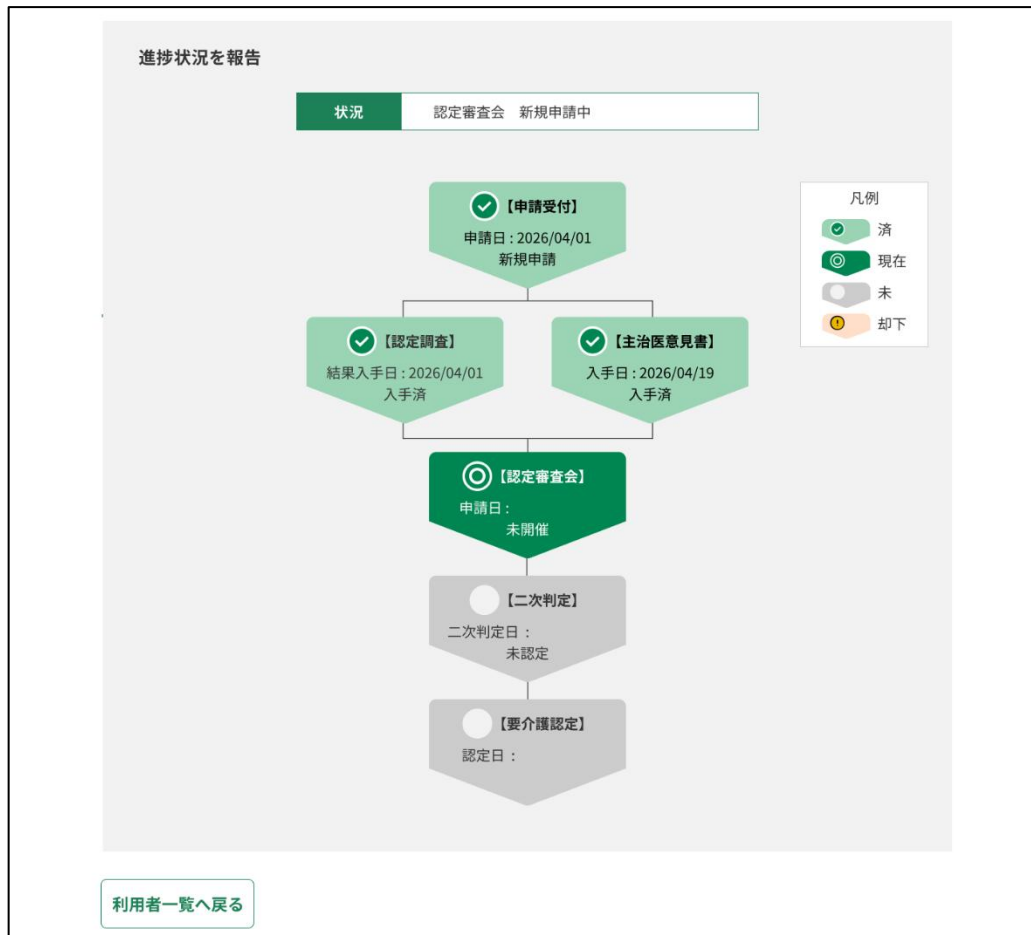 進捗状況を報告
状況 認定審査会 新規申請中
【申請受付】
申請日 : 2026/04/01
新規申請
凡例
済
現在
未
却下
【認定調査】
結果入手日 : 2026/04/01
入手済
【主治医意見書】
入手日 : 2026/04/19
入手済
【認定審査会】
申請日 :
未開催
【二次判定】
二次判定日 :
未認定
【要介護認定】
認定日 :
利用者一覧へ戻る